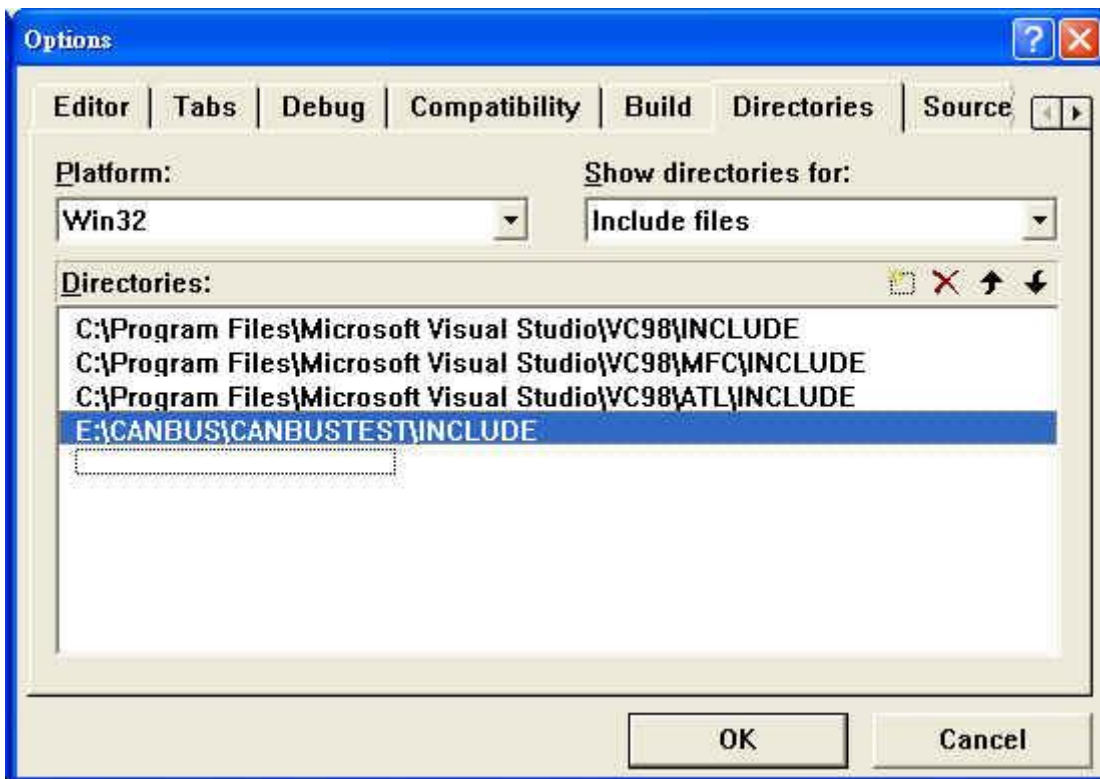 Options
Editor Tabs Debug Compatibility Build Directories Source
Platform: Show directories for:
Win32 Include files
Directories:
C:\Program Files\Microsoft Visual Studio\VC98\INCLUDE
C:\Program Files\Microsoft Visual Studio\VC98\MFC\INCLUDE
C:\Program Files\Microsoft Visual Studio\VC98\ATL\INCLUDE
E:\CANBUS\CANBUSTEST\INCLUDE
OK Cancel